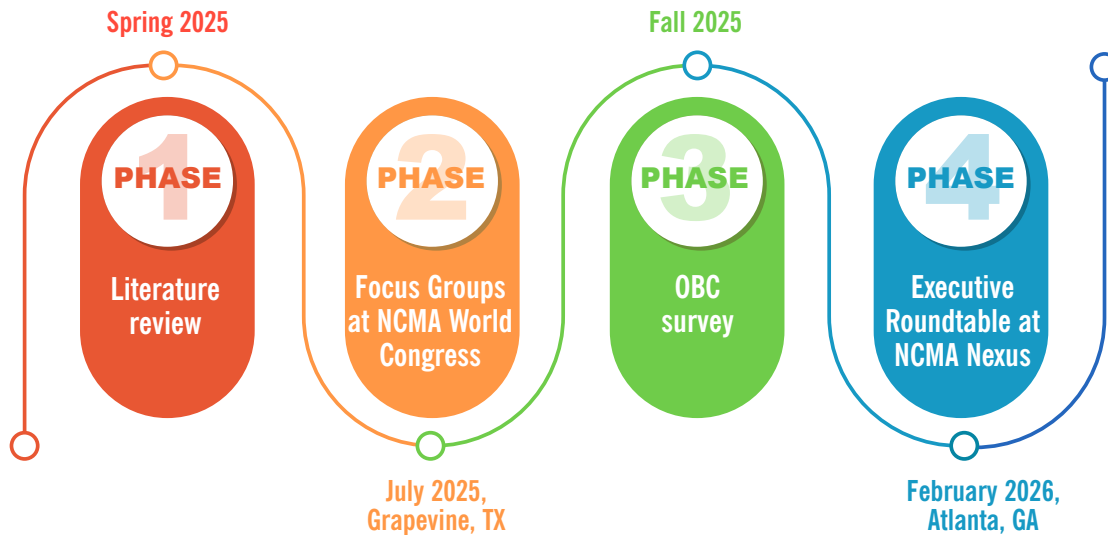 Spring 2025
Fall 2025
1
PHASE
Literature
review
2
PHASE
Focus Groups
at NCMA World
Congress
3
PHASE
OBC
survey
4
PHASE
Executive
Roundtable at
NCMA Nexus
July 2025,
Grapevine, TX
February 2026,
Atlanta, GA